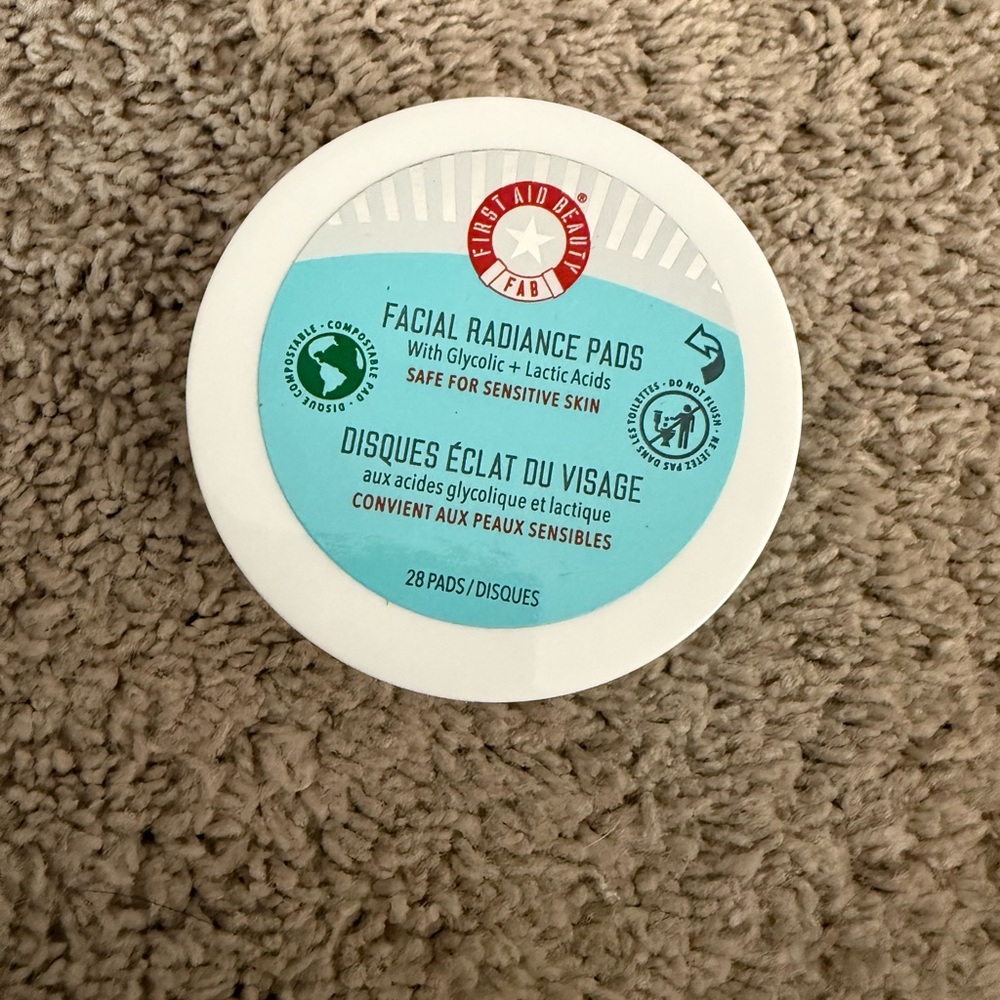 FIRST AID BEAUTY®
FAB
FACIAL RADIANCE PADS
With Glycolic + Lactic Acids
SAFE FOR SENSITIVE SKIN
COMPOSTABLE PAD · DISQUE COMPOSTABLE ·
DO NOT FLUSH · NE JETEZ PAS DANS LES TOILETTES ·
DISQUES ÉCLAT DU VISAGE
aux acides glycolique et lactique
CONVIENT AUX PEAUX SENSIBLES
28 PADS / DISQUES